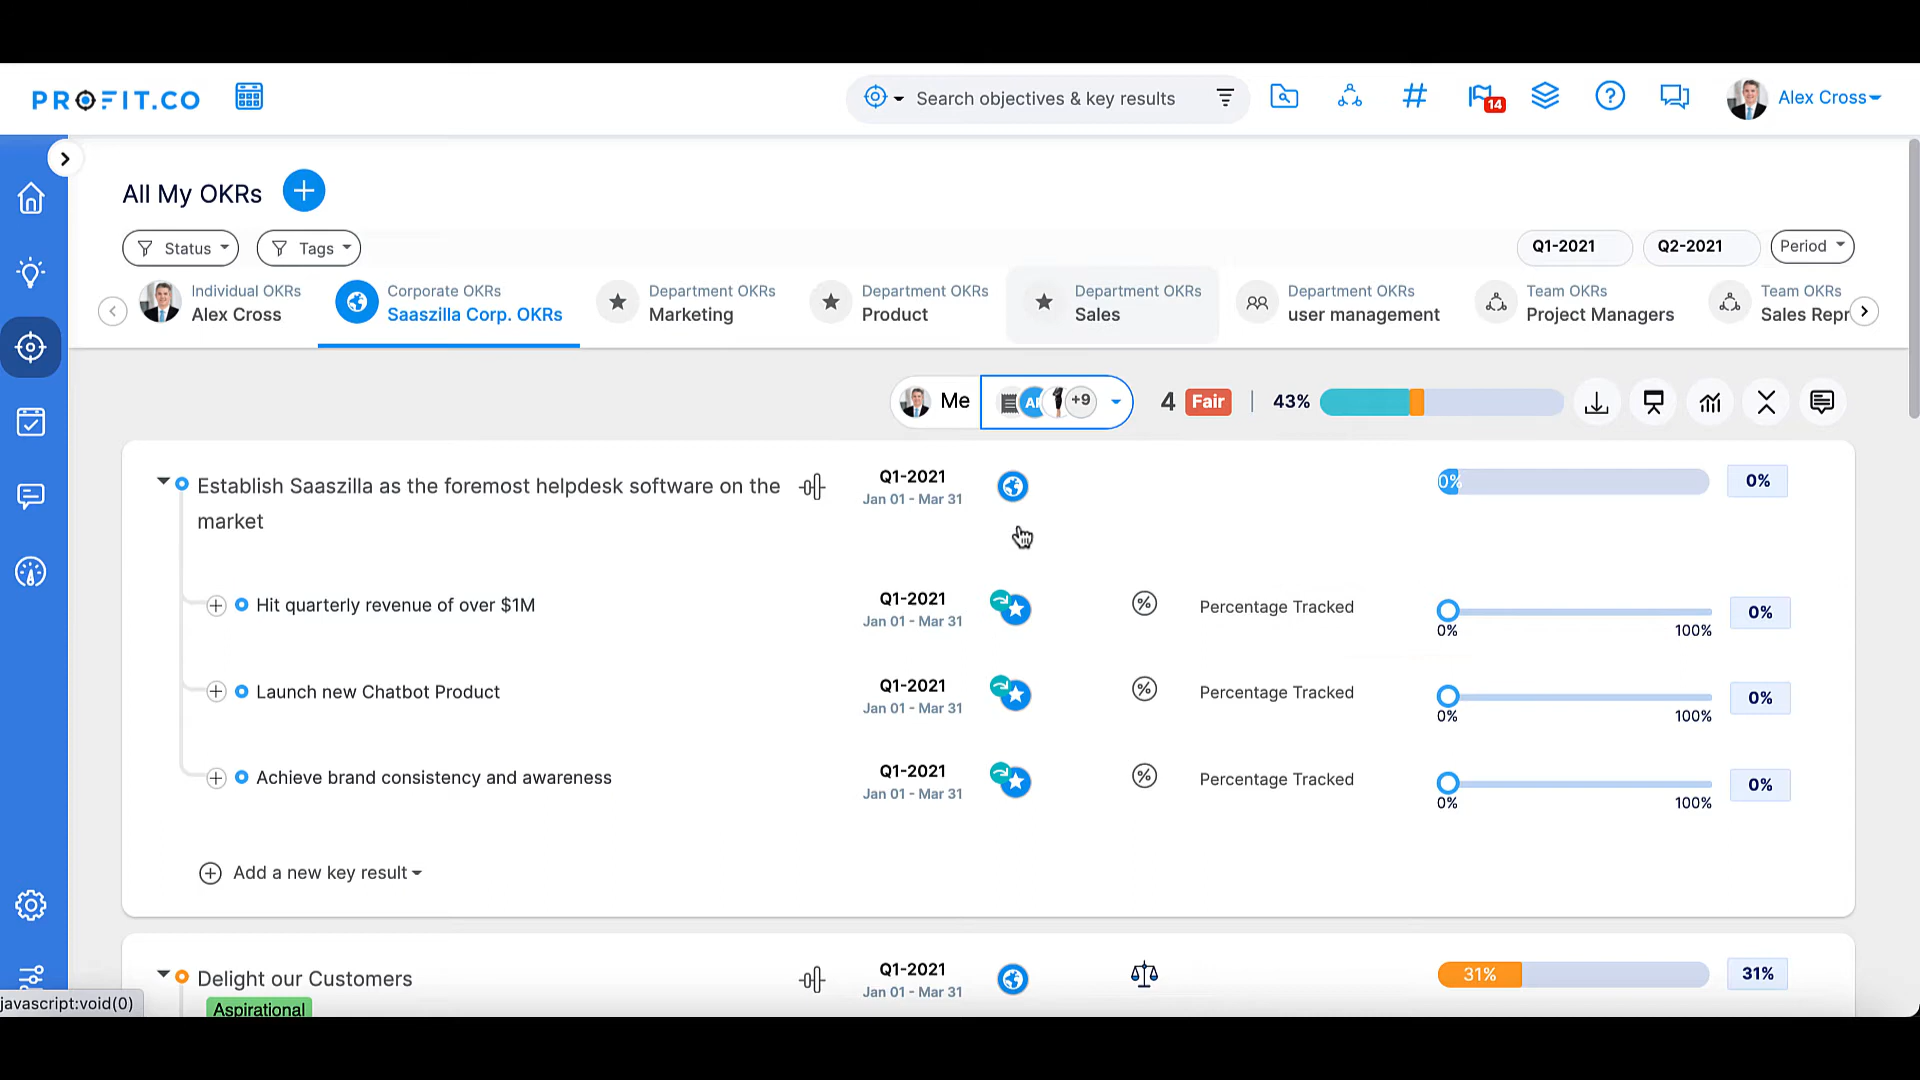 PROFIT.CO
Search objectives & key results
14
Alex Cross
All My OKRs
Status
Tags
Q1-2021
Q2-2021
Period
Individual OKRs
Alex Cross
Corporate OKRs
Saaszilla Corp. OKRs
Department OKRs
Marketing
Department OKRs
Product
Department OKRs
Sales
Department OKRs
user management
Team OKRs
Project Managers
Team OKRs
Sales Repr
Me
+9
4
Fair
43%
Establish Saaszilla as the foremost helpdesk software on the
market
Q1-2021
Jan 01 - Mar 31
0%
0%
Hit quarterly revenue of over $1M
Q1-2021
Jan 01 - Mar 31
Percentage Tracked
0%
100%
0%
Launch new Chatbot Product
Q1-2021
Jan 01 - Mar 31
Percentage Tracked
0%
100%
0%
Achieve brand consistency and awareness
Q1-2021
Jan 01 - Mar 31
Percentage Tracked
0%
100%
0%
Add a new key result
Delight our Customers
Aspirational
Q1-2021
Jan 01 - Mar 31
31%
31%
javascript:void(0)